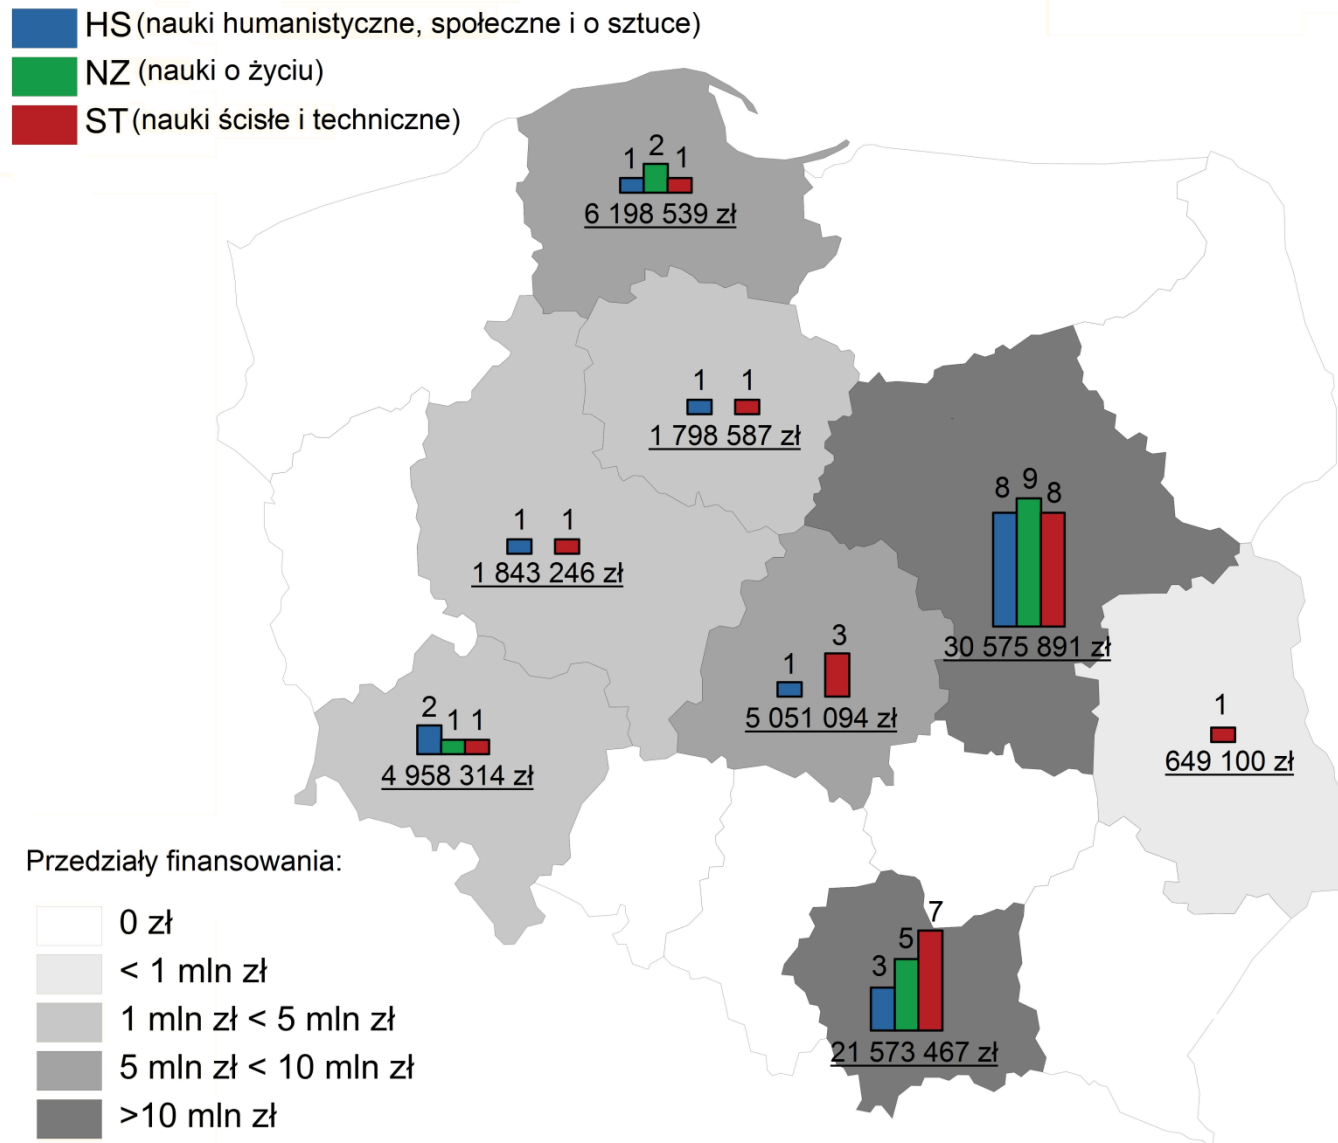 HS (nauki humanistyczne, społeczne i o sztuce)
NZ (nauki o życiu)
ST (nauki ścisłe i techniczne)
1 2 1
6 198 539 zł
1 1
1 798 587 zł
8 9 8
30 575 891 zł
1 1
1 843 246 zł
1 3
5 051 094 zł
2 1 1
4 958 314 zł
1
649 100 zł
3 5 7
21 573 467 zł
Przedziały finansowania:
0 zł
< 1 mln zł
1 mln zł < 5 mln zł
5 mln zł < 10 mln zł
>10 mln zł